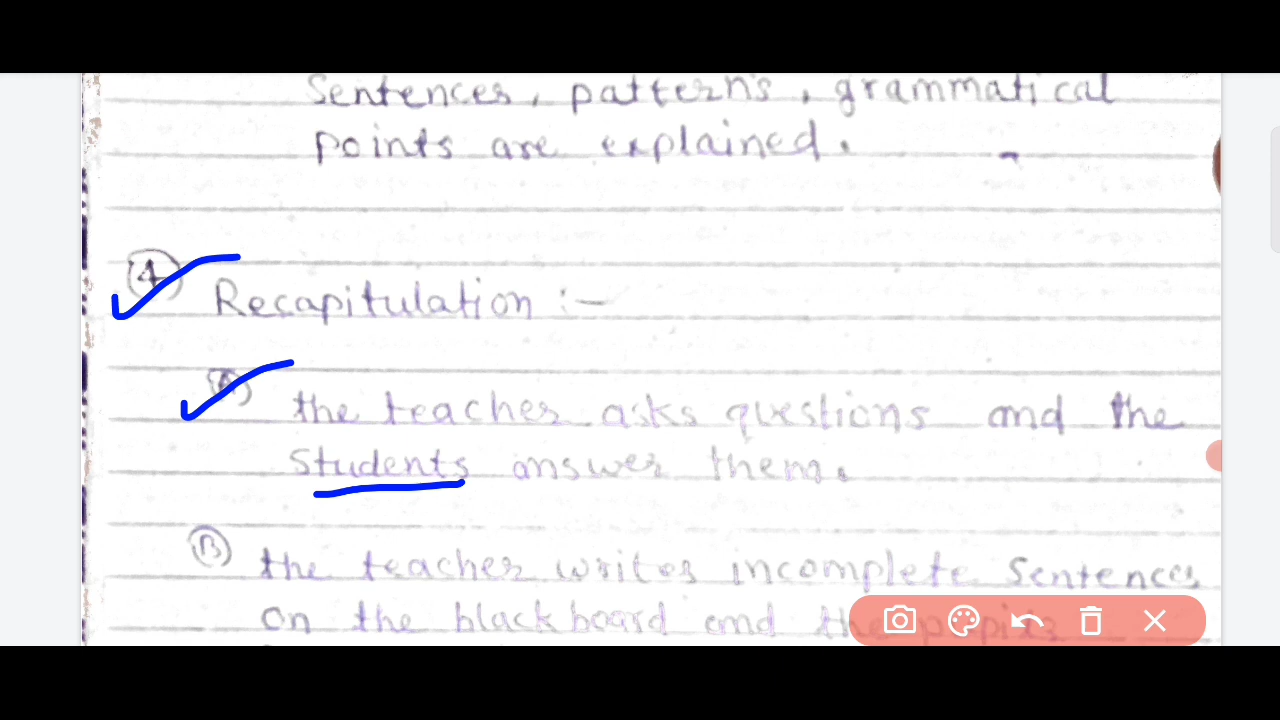 Sentences, patterns, grammatical
points are explained.
④ Recapitulation :-
Ⓐ the teacher asks questions and the
students answer them.
Ⓑ the teacher writes incomplete sentences
on the blackboard and the